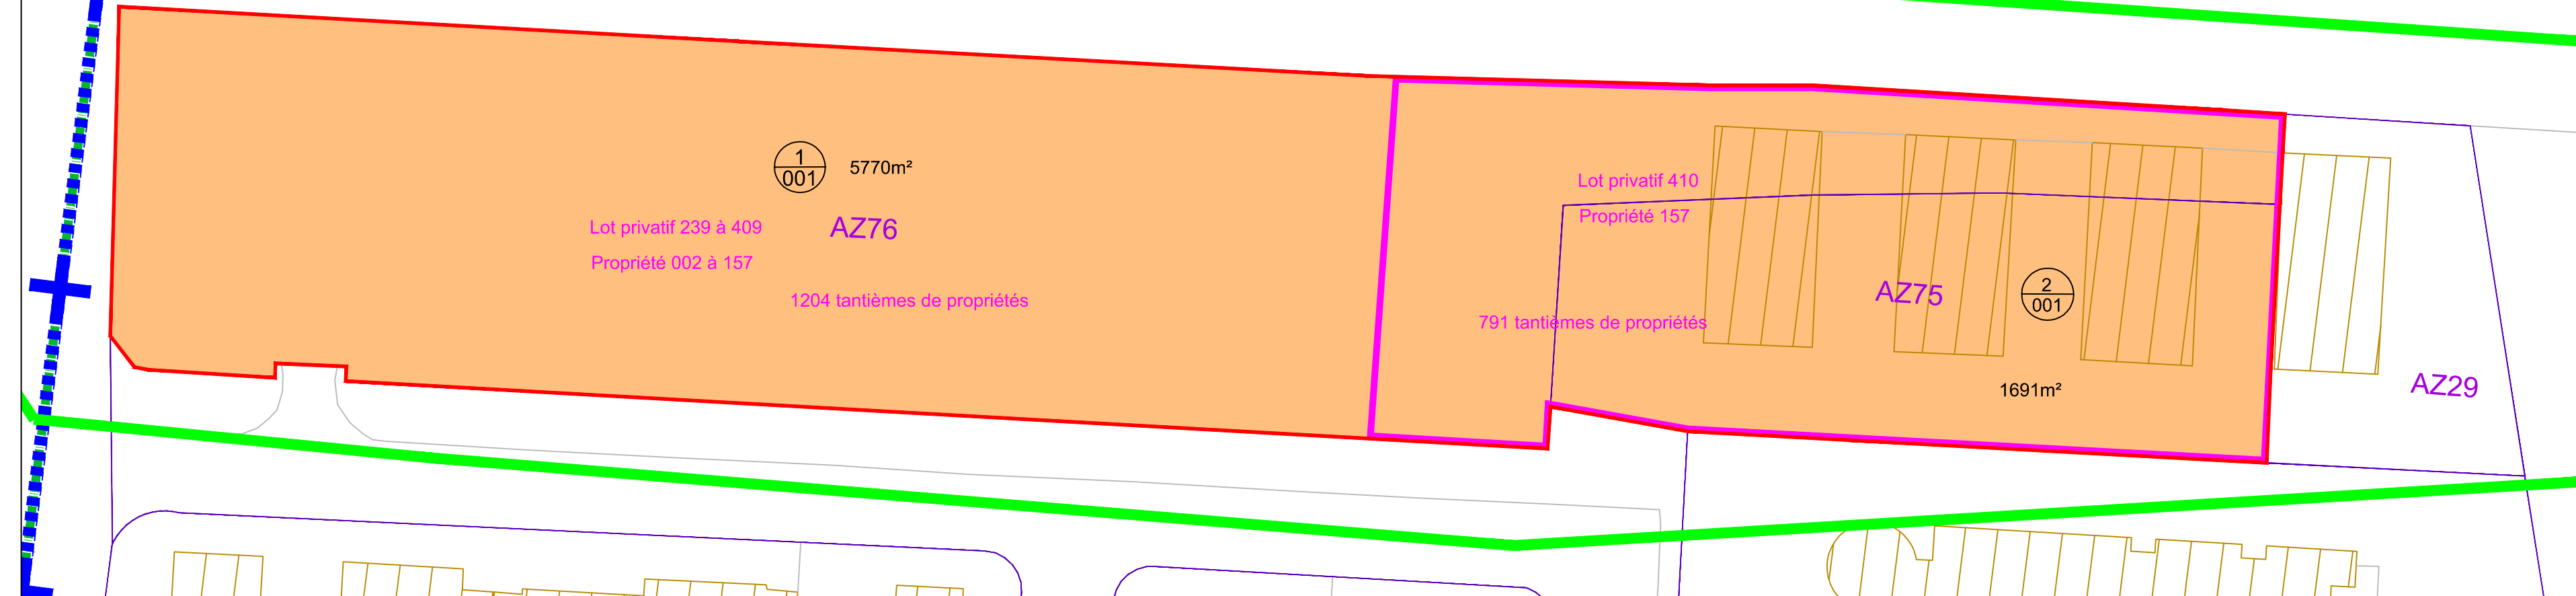 1
001
5770m²
Lot privatif 239 à 409
AZ76
Propriété 002 à 157
1204 tantièmes de propriétés
Lot privatif 410
Propriété 157
791 tantièmes de propriétés
AZ75
2
001
1691m²
AZ29